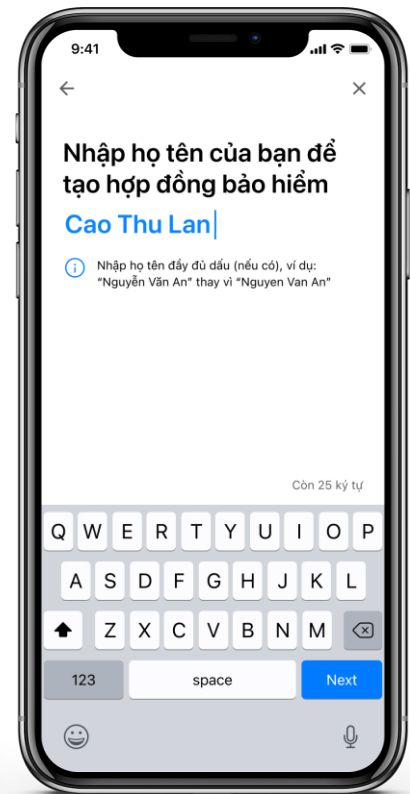 9:41
Nhập họ tên của bạn để
tạo hợp đồng bảo hiểm
Cao Thu Lan
Nhập họ tên đầy đủ dấu (nếu có), ví dụ:
“Nguyễn Văn An” thay vì “Nguyen Van An”
Còn 25 ký tự
Q W E R T Y U I O P
A S D F G H J K L
Z X C V B N M
123 space Next